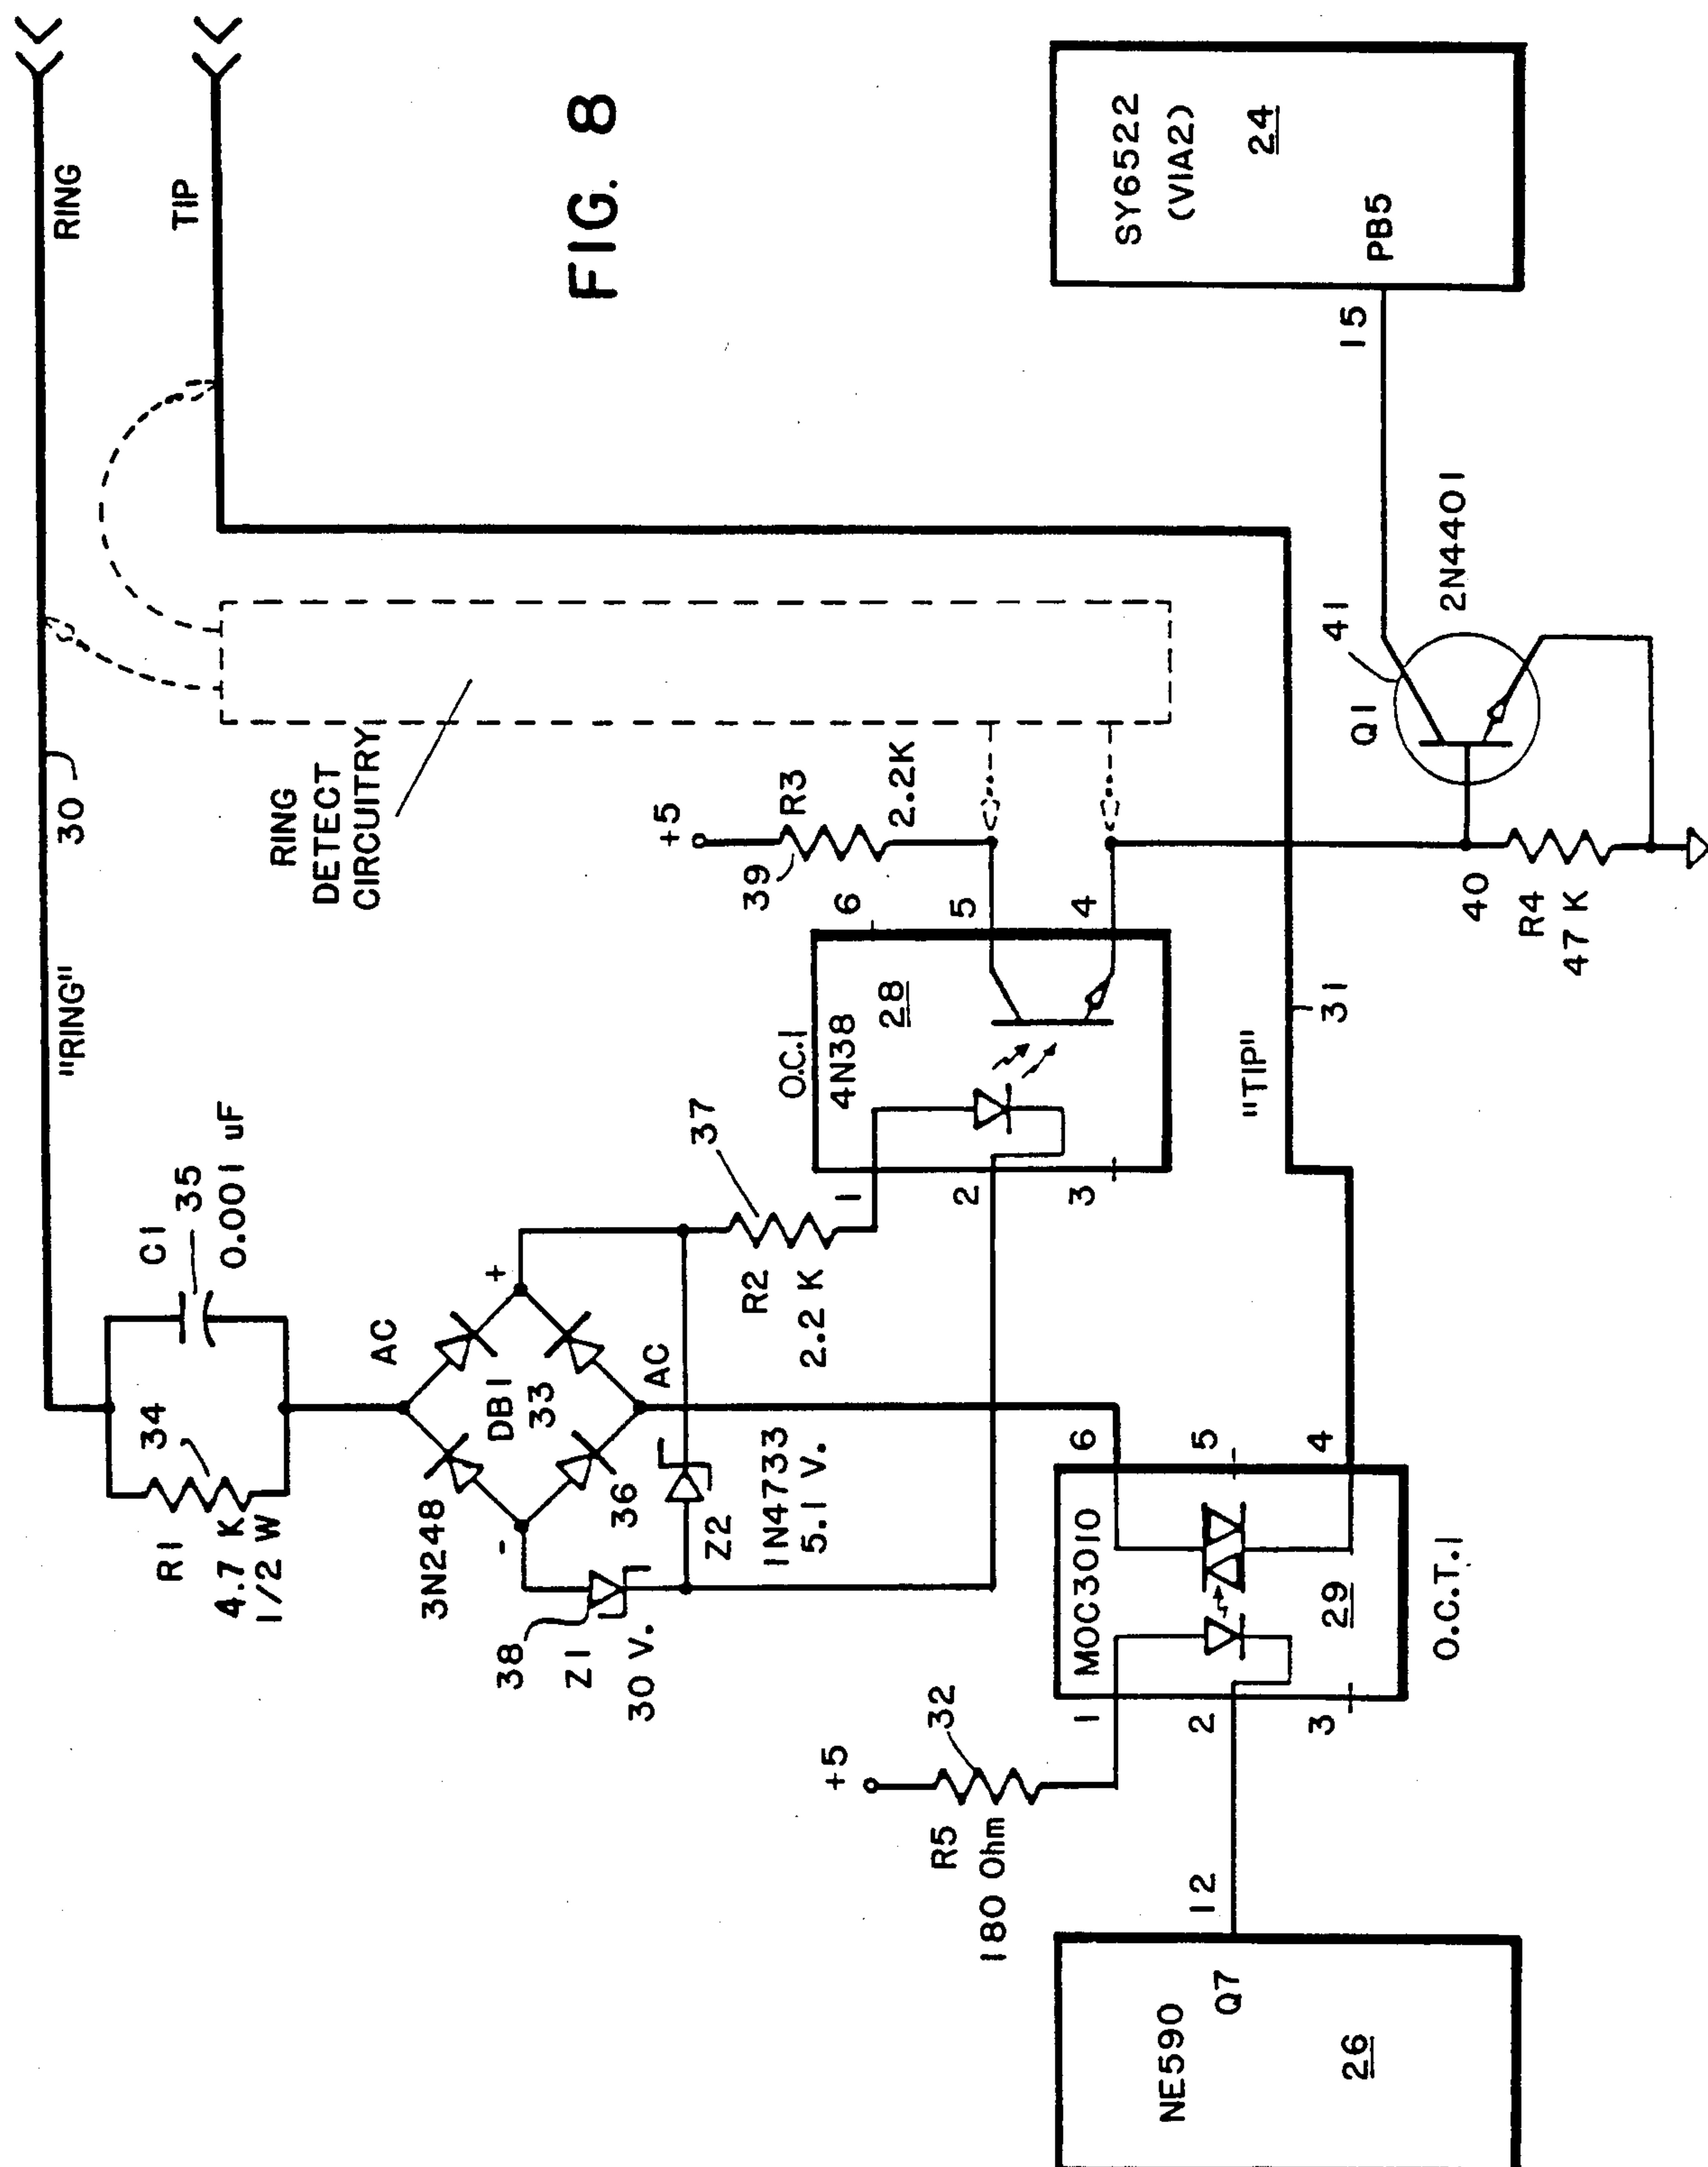 FIG. 8
RING
TIP
30
"RING"
RING
DETECT
CIRCUITRY
C1
35
0.001 uF
34
R1
4.7 K
1/2 W
AC
+
DB1
33
AC
3N248
-
36
38
Z1
30 V.
Z2
1N4733
5.1 V.
37
R2
2.2 K
O.C.1
4N38
28
1
2
3
6
5
4
+5
39
R3
2.2K
"TIP"
31
40
R4
47 K
Q1
41
2N4401
15
SY6522
(VIA2)
24
PB5
+5
32
R5
180 Ohm
MOC3010
29
O.C.T.1
1
2
3
6
5
4
12
NE590
Q7
26